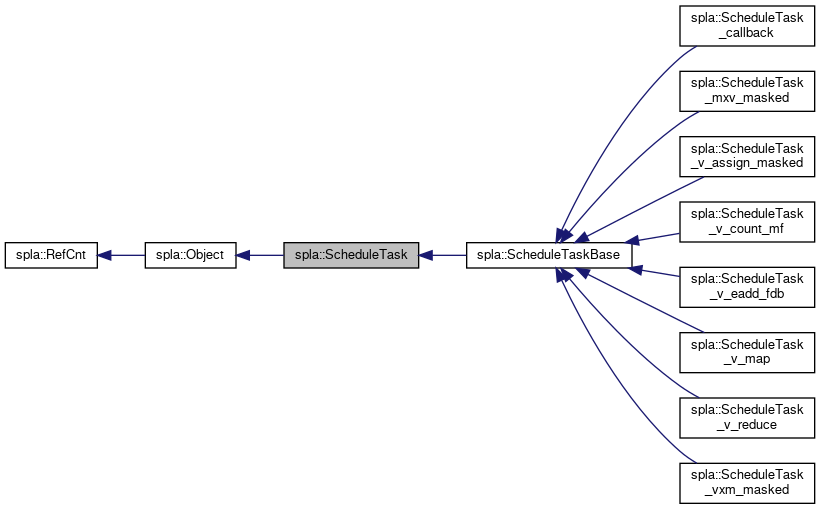 spla::RefCnt
spla::Object
spla::ScheduleTask
spla::ScheduleTaskBase
spla::ScheduleTask
_callback
spla::ScheduleTask
_mxv_masked
spla::ScheduleTask
_v_assign_masked
spla::ScheduleTask
_v_count_mf
spla::ScheduleTask
_v_eadd_fdb
spla::ScheduleTask
_v_map
spla::ScheduleTask
_v_reduce
spla::ScheduleTask
_vxm_masked